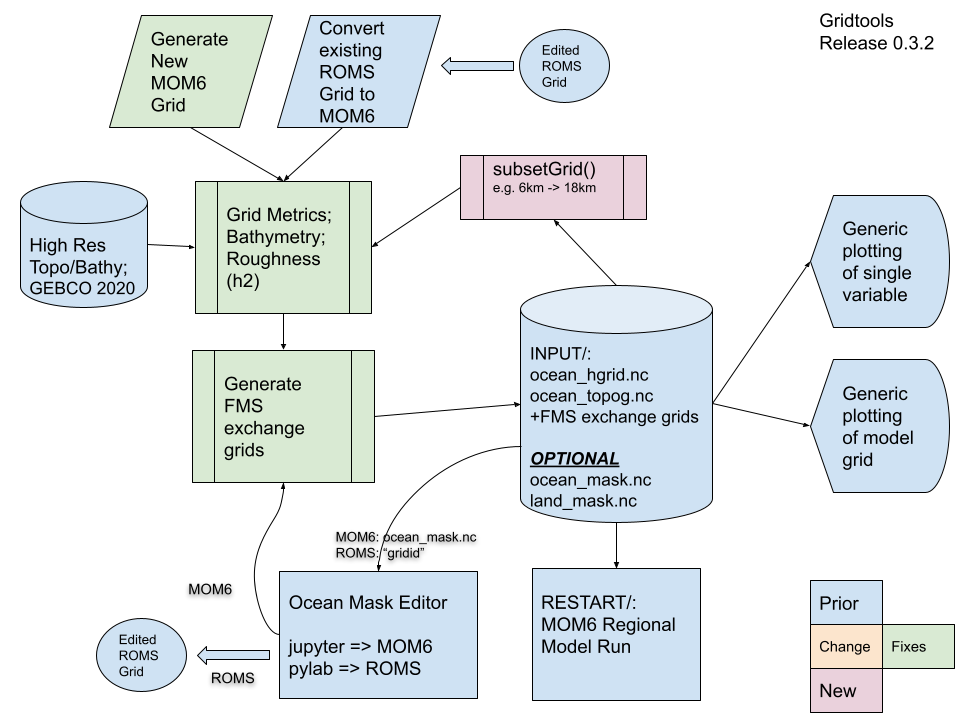 Gridtools
Release 0.3.2
Generate
New
MOM6
Grid
Convert
existing
ROMS
Grid to
MOM6
Edited
ROMS
Grid
subsetGrid()
e.g. 6km -> 18km
High Res
Topo/Bathy;
GEBCO 2020
Grid Metrics;
Bathymetry;
Roughness
(h2)
Generic
plotting
of single
variable
Generate
FMS
exchange
grids
INPUT/:
ocean_hgrid.nc
ocean_topog.nc
+FMS exchange grids
OPTIONAL
ocean_mask.nc
land_mask.nc
Generic
plotting
of model
grid
MOM6: ocean_mask.nc
ROMS: “gridid”
MOM6
Ocean Mask Editor
jupyter => MOM6
pylab => ROMS
Edited
ROMS
Grid
ROMS
RESTART/:
MOM6 Regional
Model Run
Prior
Change
Fixes
New